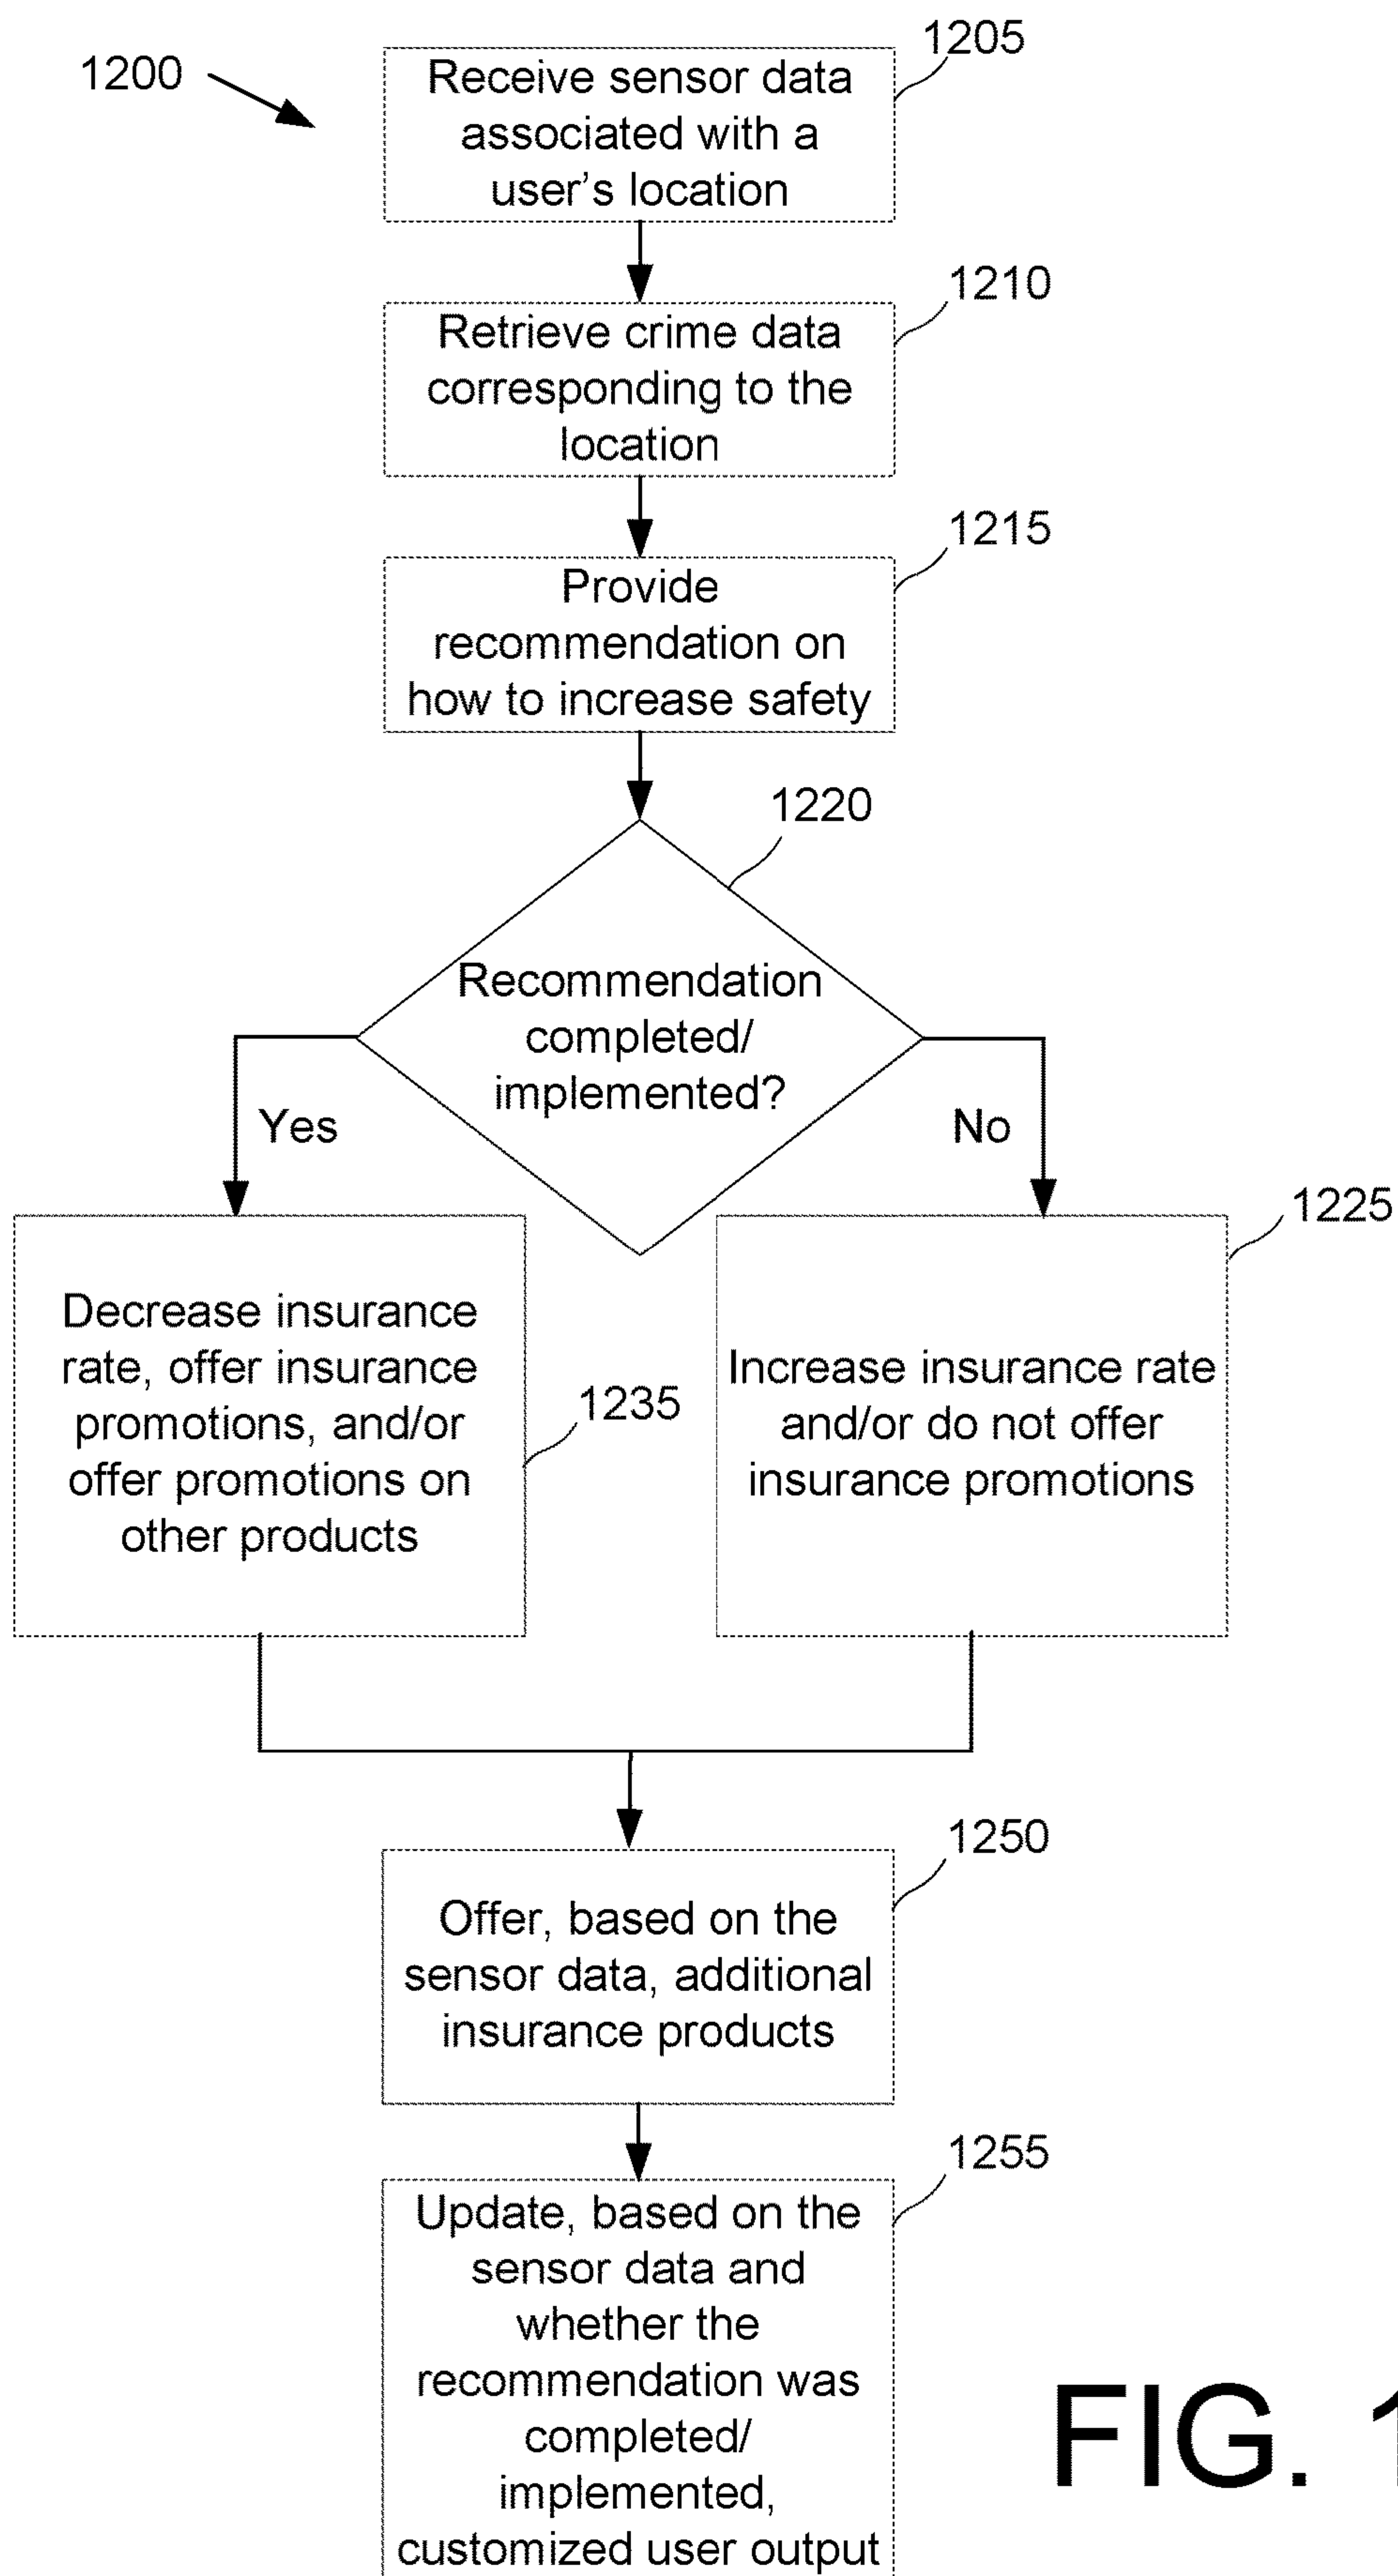 1200
1205
Receive sensor data
associated with a
user's location
1210
Retrieve crime data
corresponding to the
location
1215
Provide
recommendation on
how to increase safety
1220
Recommendation
completed/
implemented?
Yes
No
1225
Decrease insurance
rate, offer insurance
promotions, and/or
offer promotions on
other products
1235
Increase insurance rate
and/or do not offer
insurance promotions
1250
Offer, based on the
sensor data, additional
insurance products
1255
Update, based on the
sensor data and
whether the
recommendation was
completed/
implemented,
customized user output
FIG.